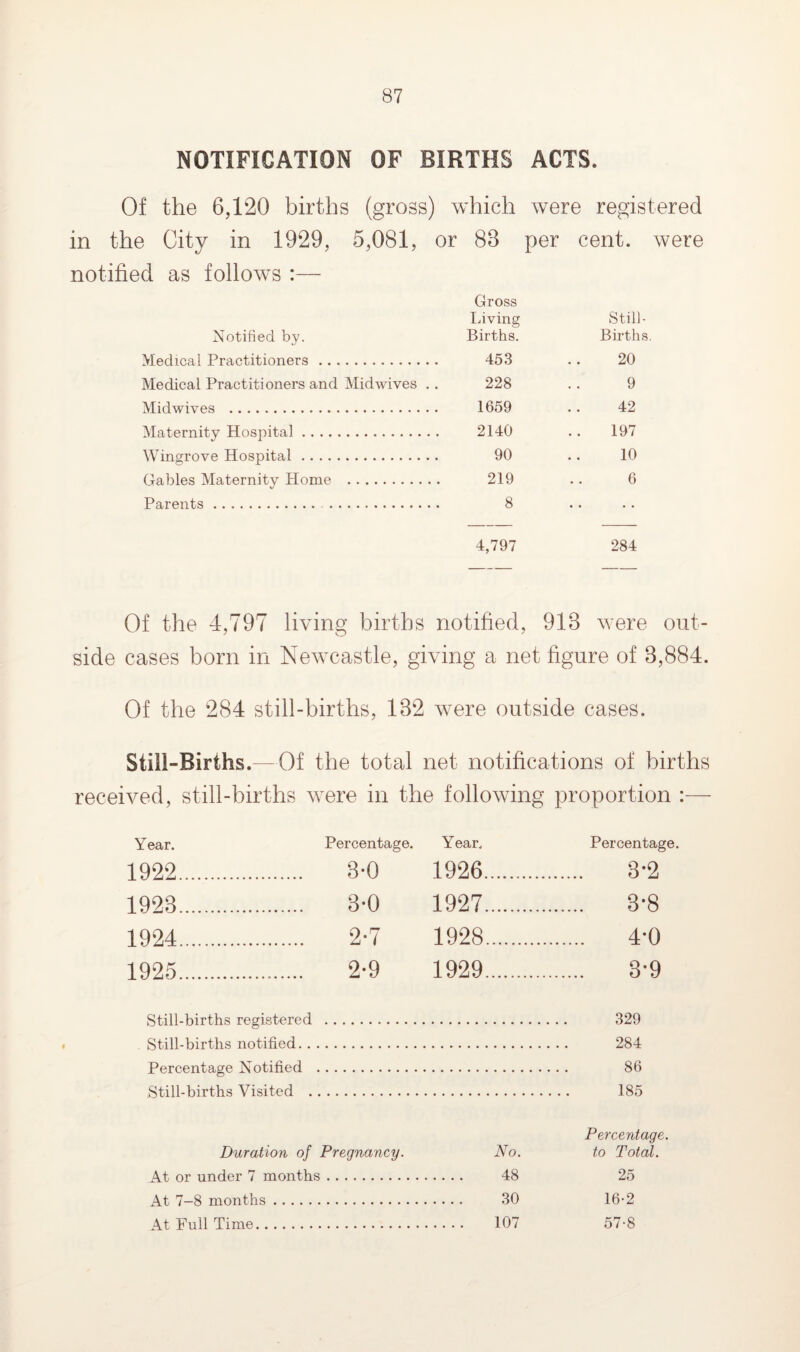 87
NOTIFICATION OF BIRTHS ACTS.
Of the 6,120 births (gross) which were registered
in the City in 1929, 5,081, or 83 per cent. were
notified as follows :—
Gross
Living Still-
Notified by. Births. Births.
Medical Practitioners .............. 453 .. 20
Medical Practitioners and Midwives .. 228 .. 9
Midwives ........................ 1659 .. 42
Maternity Hospital ................ 2140 .. 197
Wingrove Hospital ................ 90 .. 10
Gables Maternity Home ........... 219 .. 6
Parents ......................... 8 .. ..
4,797 284
Of the 4,797 living births notified, 913 were out-
side cases born in Newcastle, giving a net figure of 3,884.
Of the 284 still-births, 132 were outside cases.
Still-Births.—Of the total net notifications of births
received, still-births were in the following proportion :—
Year. Percentage. Year. Percentage.
1922.................... 3·0 1926.................... 3·2
1923.................... 3·0 1927.................... 3·8
1924.................... 2·7 1928.................... 4·0
1925.................... 2·9 1929.................... 3·9
Still-births registered ............................ 329
Still-births notified............................... 284
Percentage Notified ............................. 86
Still-births Visited .............................. 185
Percentage.
Duration of Pregnancy. No. to Total.
At or under 7 months ................ 48 25
At 7–8 months ...................... 30 16·2
At Full Time........................ 107 57·8